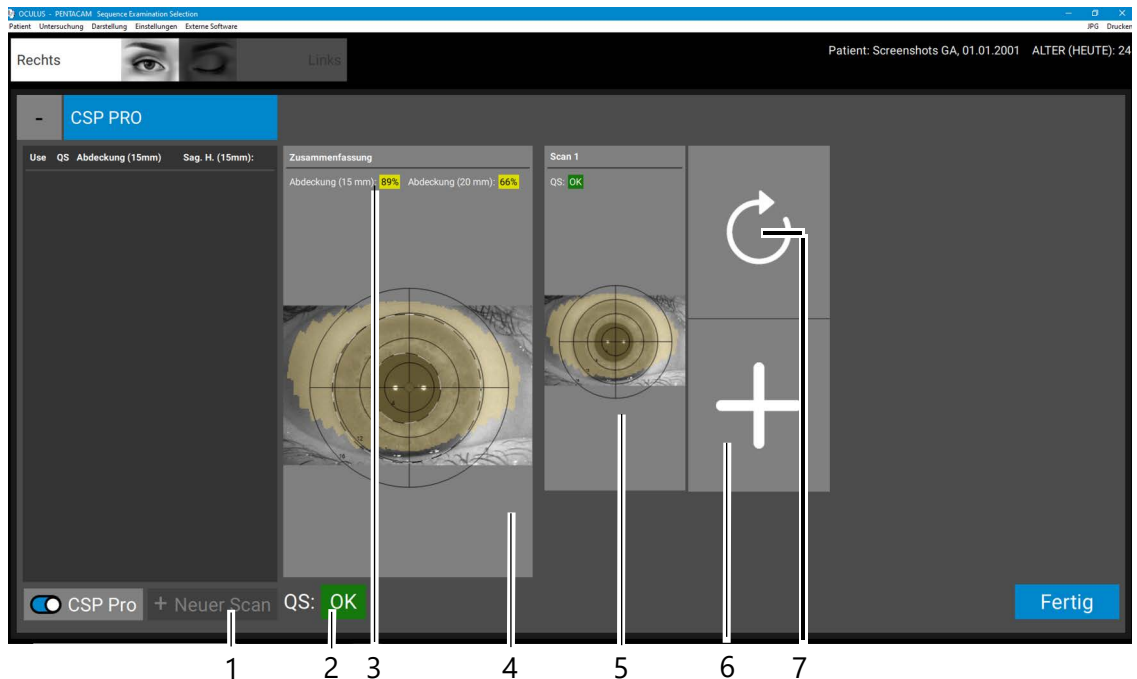 OCULUS - PENTACAM Sequence Examination Selection
Patient Untersuchung Darstellung Einstellungen Externe Software JPG Drucken
Rechts Links
Patient: Screenshots GA, 01.01.2001 ALTER (HEUTE): 24
- CSP PRO
Use QS Abdeckung (15mm) Sag. H. (15mm):
Zusammenfassung
Abdeckung (15 mm): 89% Abdeckung (20 mm): 66%
Scan 1
QS: OK
CSP Pro + Neuer Scan QS: OK
Fertig
1 2 3 4 5 6 7